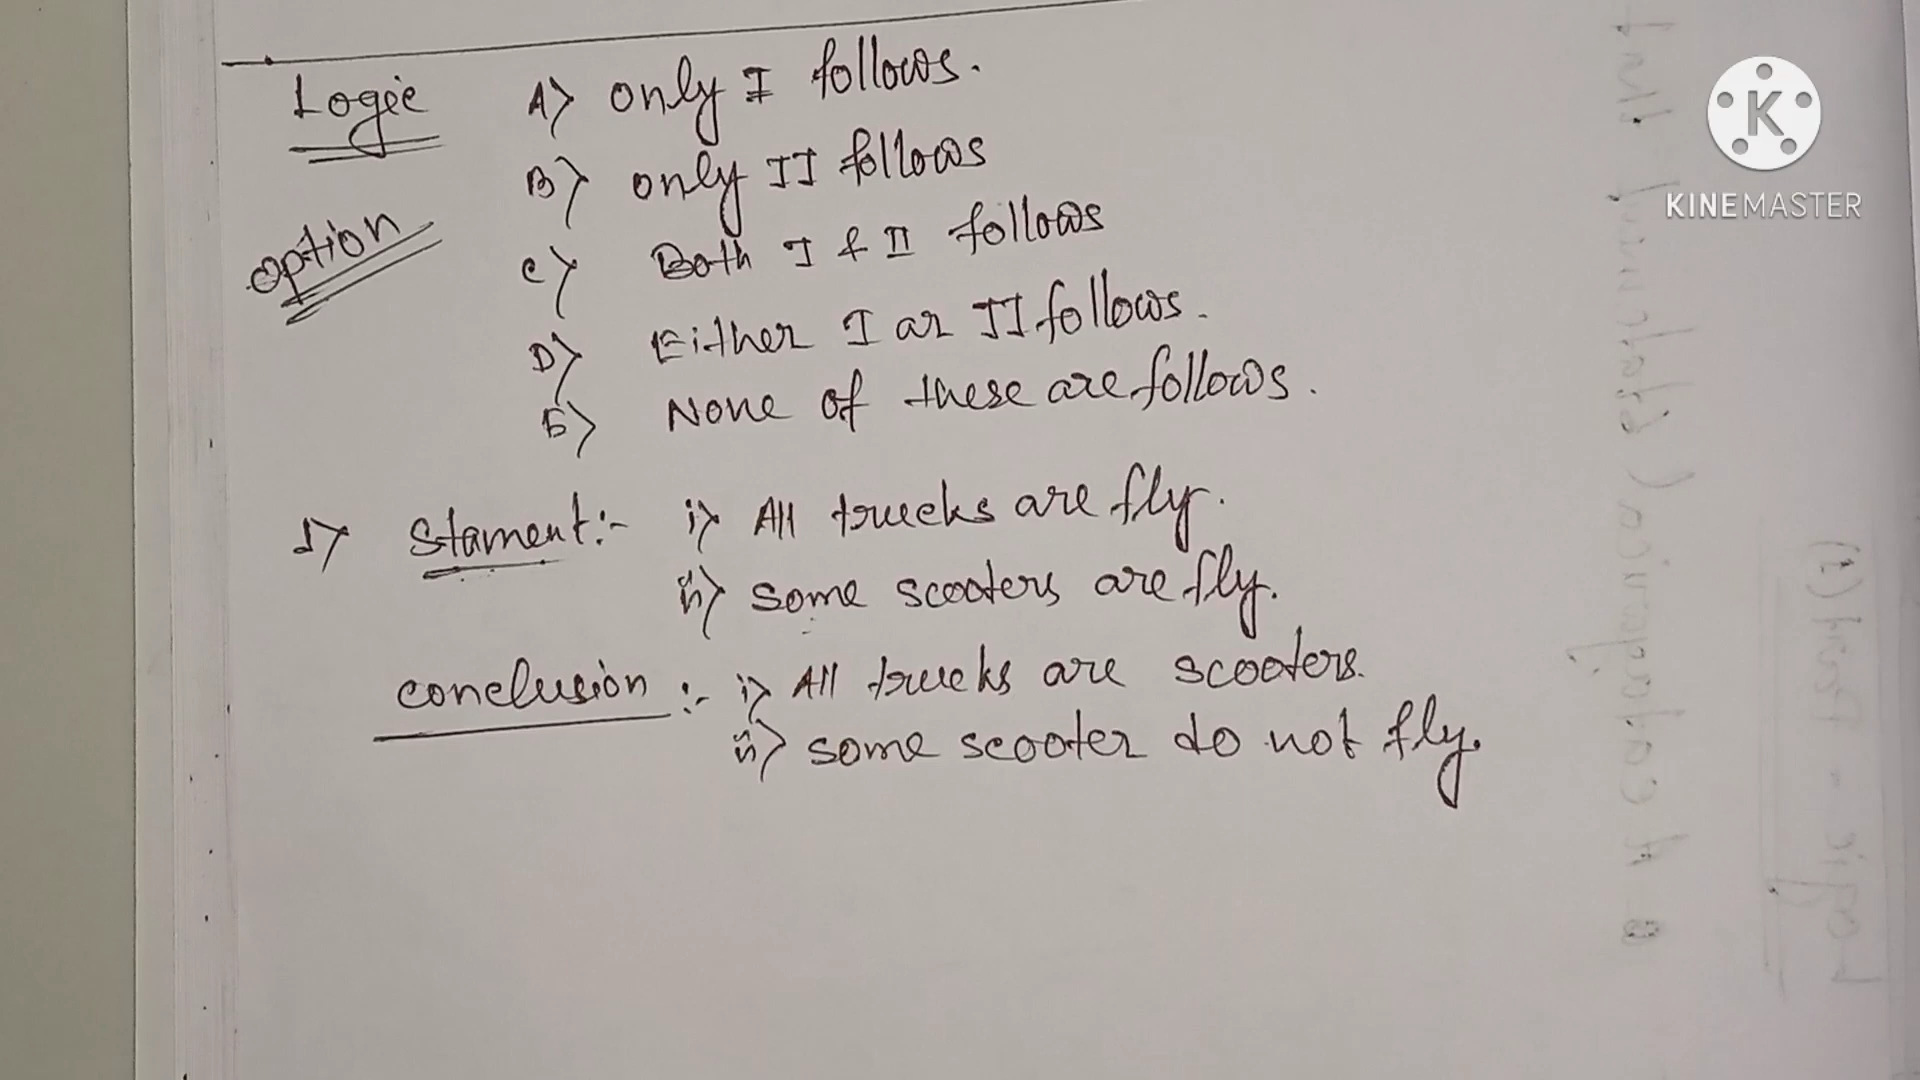 Logic A) only I follows.
B) only II follows
option
C) Both I & II follows
D) Either I ar II follows.
E) None of these are follows.
1) Stament:- i) All trucks are fly.
ii) some scooters are fly.
conclusion :- i) All trucks are scooters.
ii) some scooter do not fly.
K
KINEMASTER